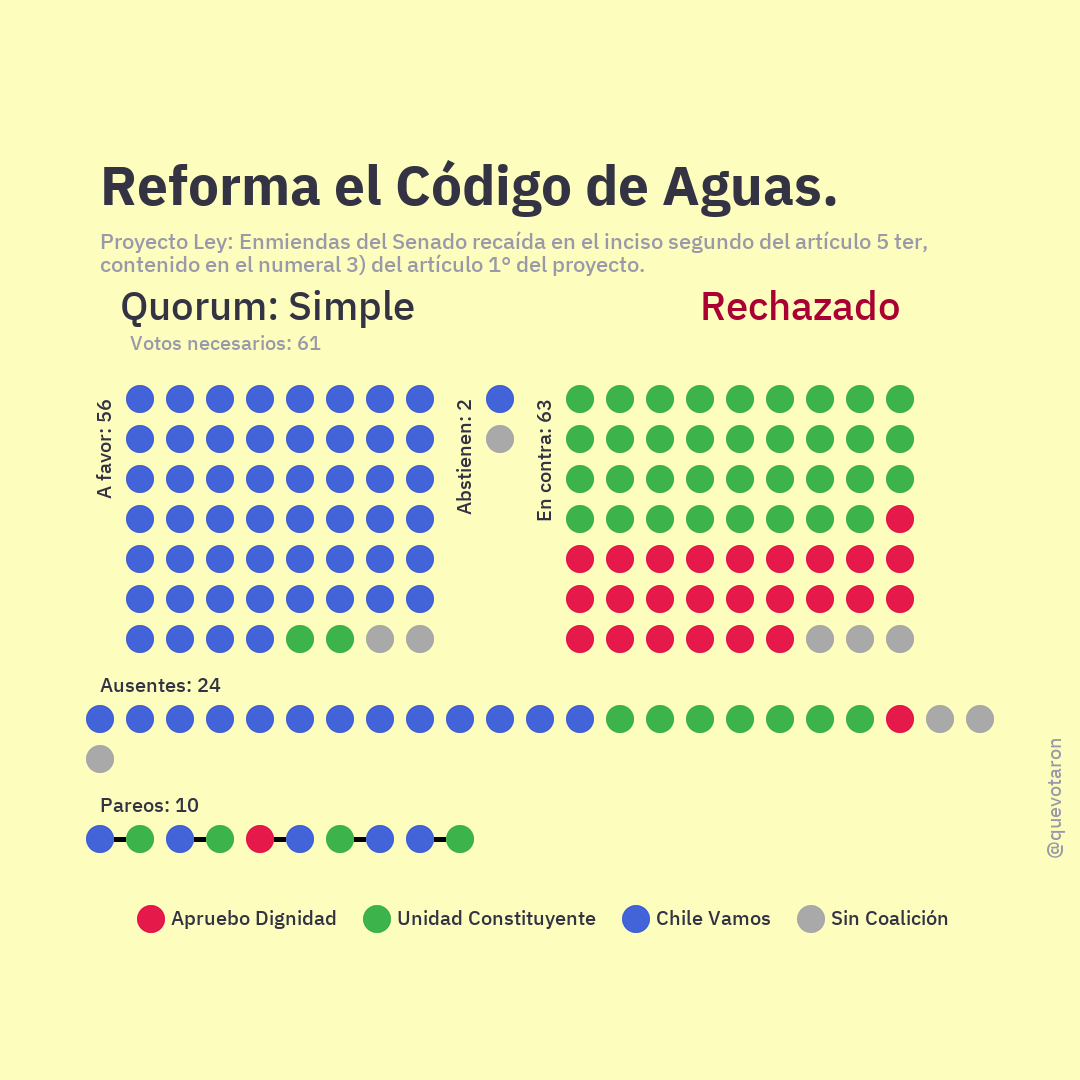 Reforma el Código de Aguas.
Proyecto Ley: Enmiendas del Senado recaída en el inciso segundo del artículo 5 ter,
contenido en el numeral 3) del artículo 1° del proyecto.
Quorum: Simple
Rechazado
Votos necesarios: 61
A favor: 56
Abstienen: 2
En contra: 63
Ausentes: 24
Pareos: 10
@quevotaron
Apruebo Dignidad
Unidad Constituyente
Chile Vamos
Sin Coalición